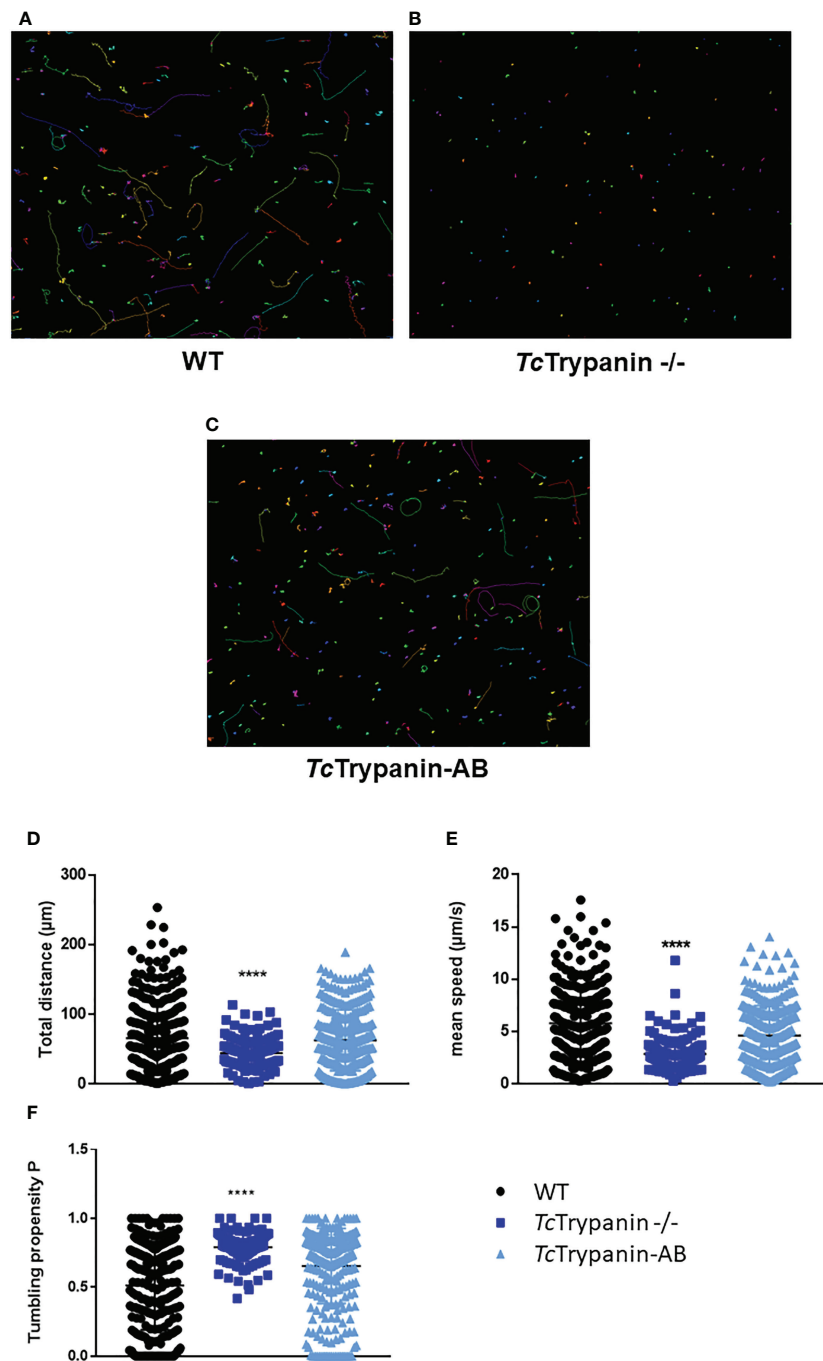 A
B
WT
TcTrypanin -/-
C
TcTrypanin-AB
D
E
Total distance (µm)
300
200
100
0
****
mean speed (µm/s)
20
15
10
5
0
****
F
Tumbling propensity P
1.5
1.0
0.5
0.0
****
WT
TcTrypanin -/-
TcTrypanin-AB